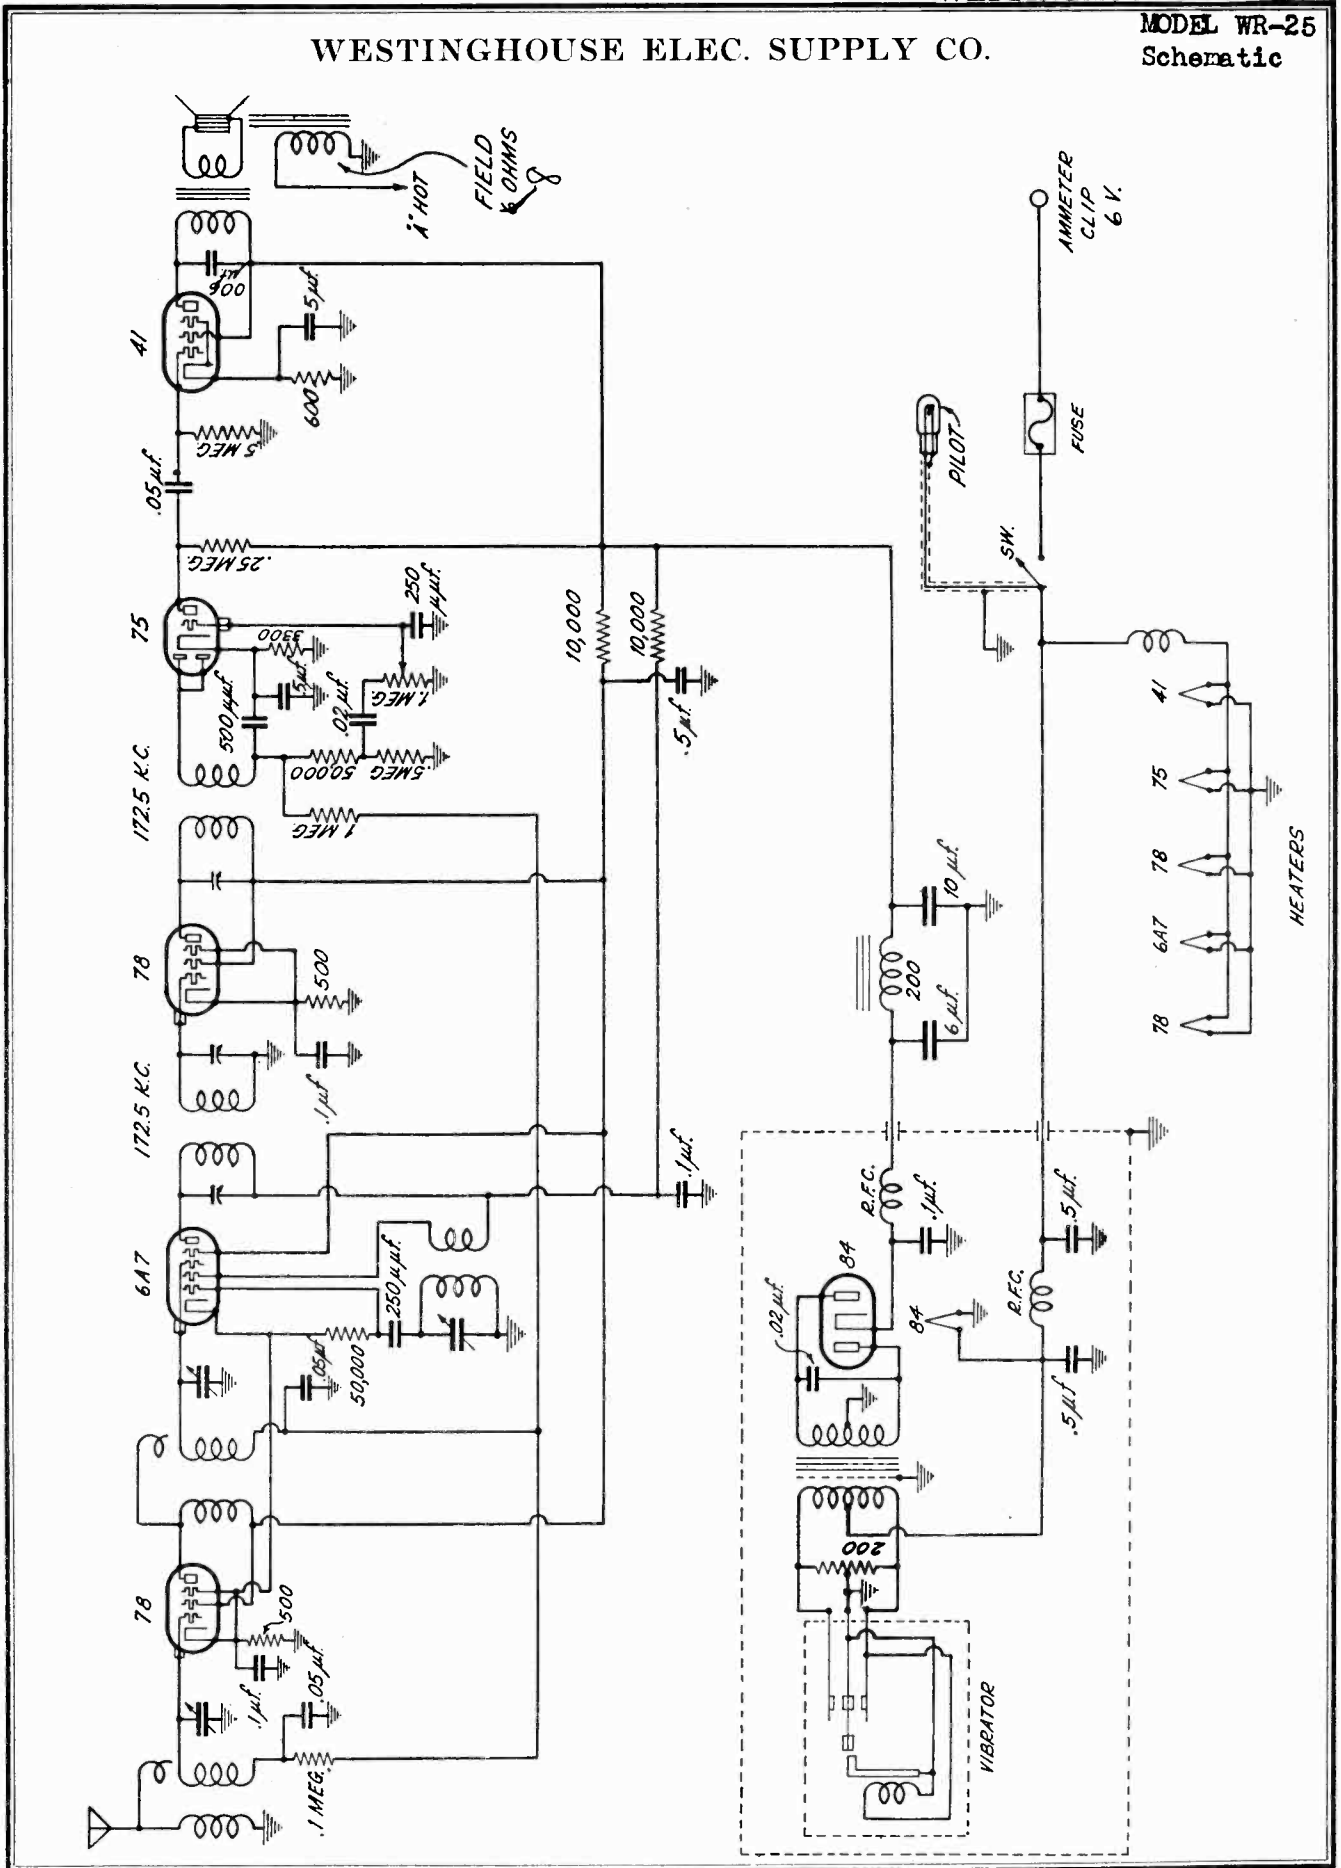 WESTINGHOUSE ELEC. SUPPLY CO.
MODEL WR-25
Schematic
78
6A7
172.5 K.C.
78
172.5 K.C.
75
41
.1 MEG.
.05 µf.
.1 µf.
500
.05 µf
50,000
250 µµf.
.1 µf
500
1 MEG.
50,000
.5MEG
500 µµf
.5µf
3300
.02 µf.
1. MEG.
250
µµf.
.25 MEG.
.05 µf.
.5 MEG
600
.5 µf.
.006
µf.
"A" HOT
FIELD
6 OHMS
8
10,000
10,000
.5 µf.
.1 µf.
VIBRATOR
200
.02 µf.
84
R.F.C.
.1 µf.
84
R.F.C.
.5 µf
.5 µf.
6 µf.
200
10 µf.
PILOT
SW.
FUSE
AMMETER
CLIP
6 V.
78
6A7
78
75
41
HEATERS